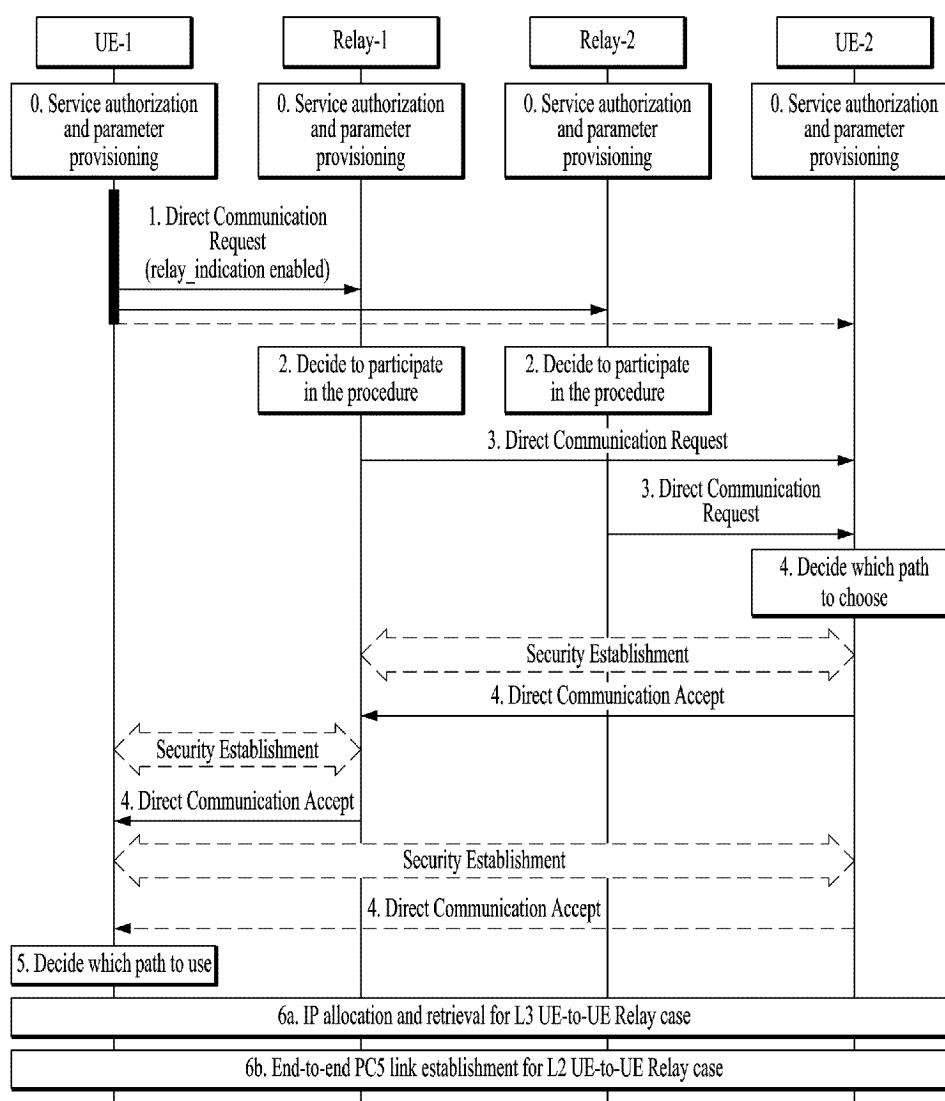 UE-1
Relay-1
Relay-2
UE-2
0. Service authorization
and parameter
provisioning
0. Service authorization
and parameter
provisioning
0. Service authorization
and parameter
provisioning
0. Service authorization
and parameter
provisioning
1. Direct Communication
Request
(relay_indication enabled)
2. Decide to participate
in the procedure
2. Decide to participate
in the procedure
3. Direct Communication Request
3. Direct Communication
Request
4. Decide which path
to choose
Security Establishment
4. Direct Communication Accept
Security Establishment
4. Direct Communication Accept
Security Establishment
4. Direct Communication Accept
5. Decide which path to use
6a. IP allocation and retrieval for L3 UE-to-UE Relay case
6b. End-to-end PC5 link establishment for L2 UE-to-UE Relay case